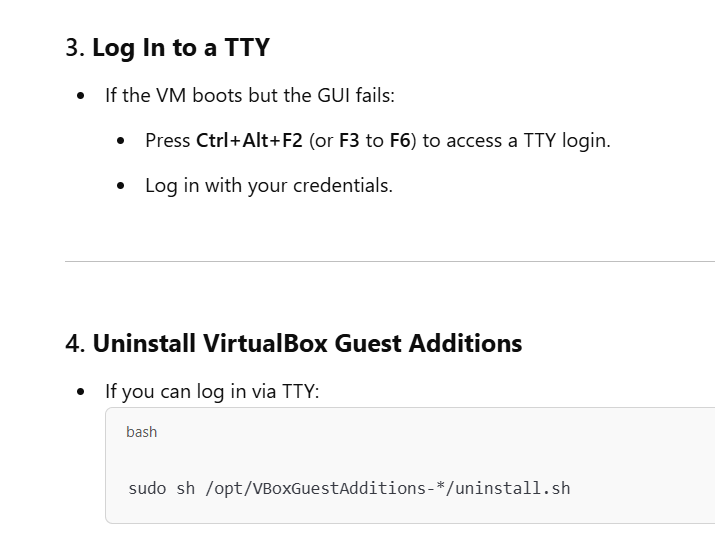 3. Log In to a TTY
• If the VM boots but the GUI fails:
• Press Ctrl+Alt+F2 (or F3 to F6) to access a TTY login.
• Log in with your credentials.
4. Uninstall VirtualBox Guest Additions
• If you can log in via TTY:
bash
sudo sh /opt/VBoxGuestAdditions-*/uninstall.sh